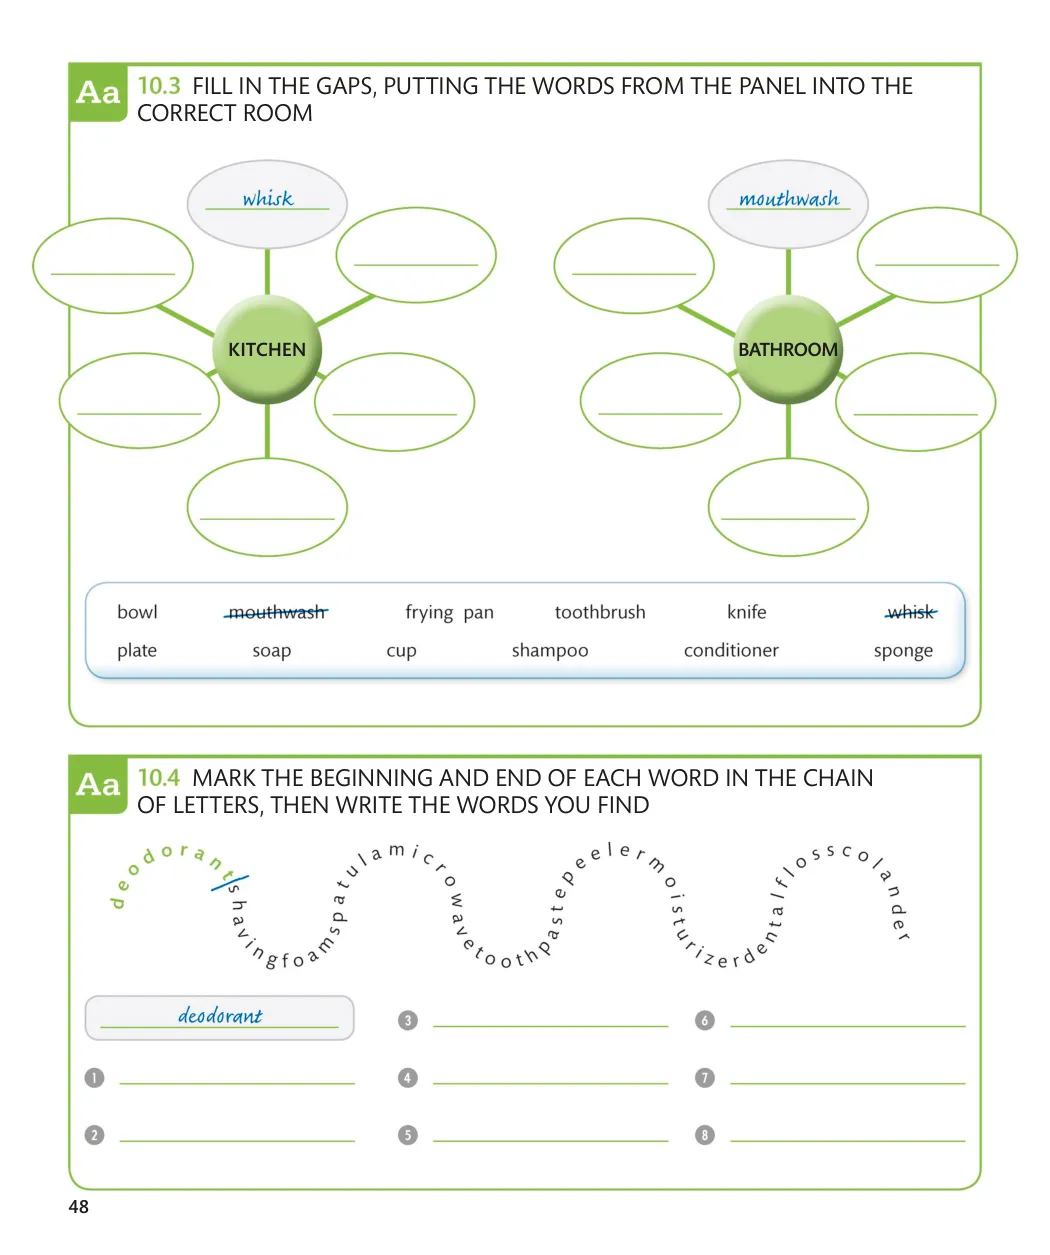 Aa 10.3 FILL IN THE GAPS, PUTTING THE WORDS FROM THE PANEL INTO THE
CORRECT ROOM
whisk
KITCHEN
mouthwash
BATHROOM
bowl mouthwash frying pan toothbrush knife whisk
plate soap cup shampoo conditioner sponge
Aa 10.4 MARK THE BEGINNING AND END OF EACH WORD IN THE CHAIN
OF LETTERS, THEN WRITE THE WORDS YOU FIND
deodorantshavingfoamspatulamicrowavetoothpastepeelermoisturizerdentalflosscolander
deodorant 3 6
1 4 7
2 5 8
48